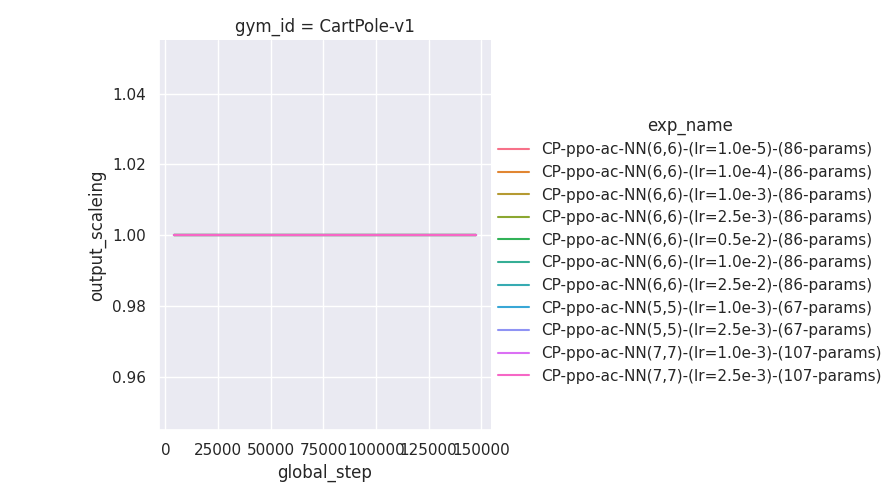 gym_id = CartPole-v1
output_scaleing
1.04
1.02
1.00
0.98
0.96
0 25000 50000 75000 100000 125000 150000
global_step
exp_name
CP-ppo-ac-NN(6,6)-(lr=1.0e-5)-(86-params)
CP-ppo-ac-NN(6,6)-(lr=1.0e-4)-(86-params)
CP-ppo-ac-NN(6,6)-(lr=1.0e-3)-(86-params)
CP-ppo-ac-NN(6,6)-(lr=2.5e-3)-(86-params)
CP-ppo-ac-NN(6,6)-(lr=0.5e-2)-(86-params)
CP-ppo-ac-NN(6,6)-(lr=1.0e-2)-(86-params)
CP-ppo-ac-NN(6,6)-(lr=2.5e-2)-(86-params)
CP-ppo-ac-NN(5,5)-(lr=1.0e-3)-(67-params)
CP-ppo-ac-NN(5,5)-(lr=2.5e-3)-(67-params)
CP-ppo-ac-NN(7,7)-(lr=1.0e-3)-(107-params)
CP-ppo-ac-NN(7,7)-(lr=2.5e-3)-(107-params)